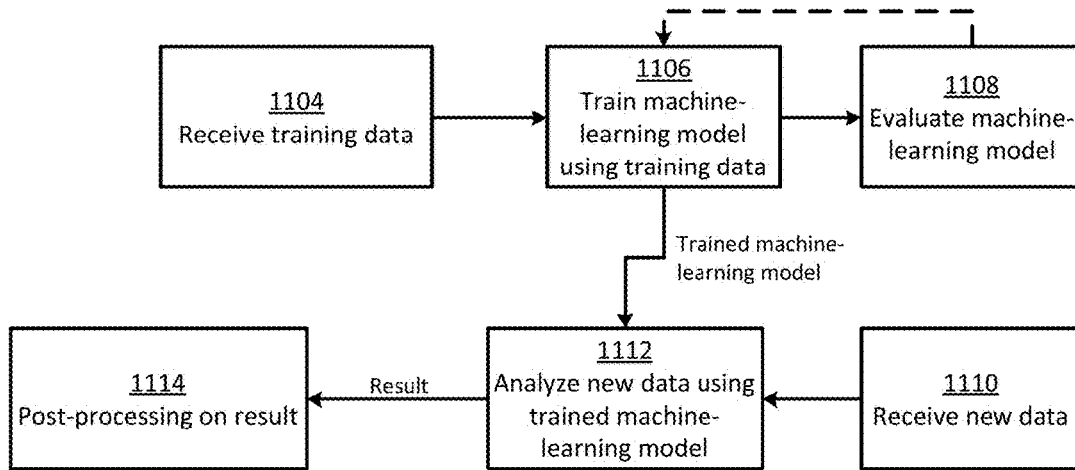 1104
Receive training data
1106
Train machine-
learning model
using training data
1108
Evaluate machine-
learning model
Trained machine-
learning model
1114
Post-processing on result
Result
1112
Analyze new data using
trained machine-
learning model
1110
Receive new data